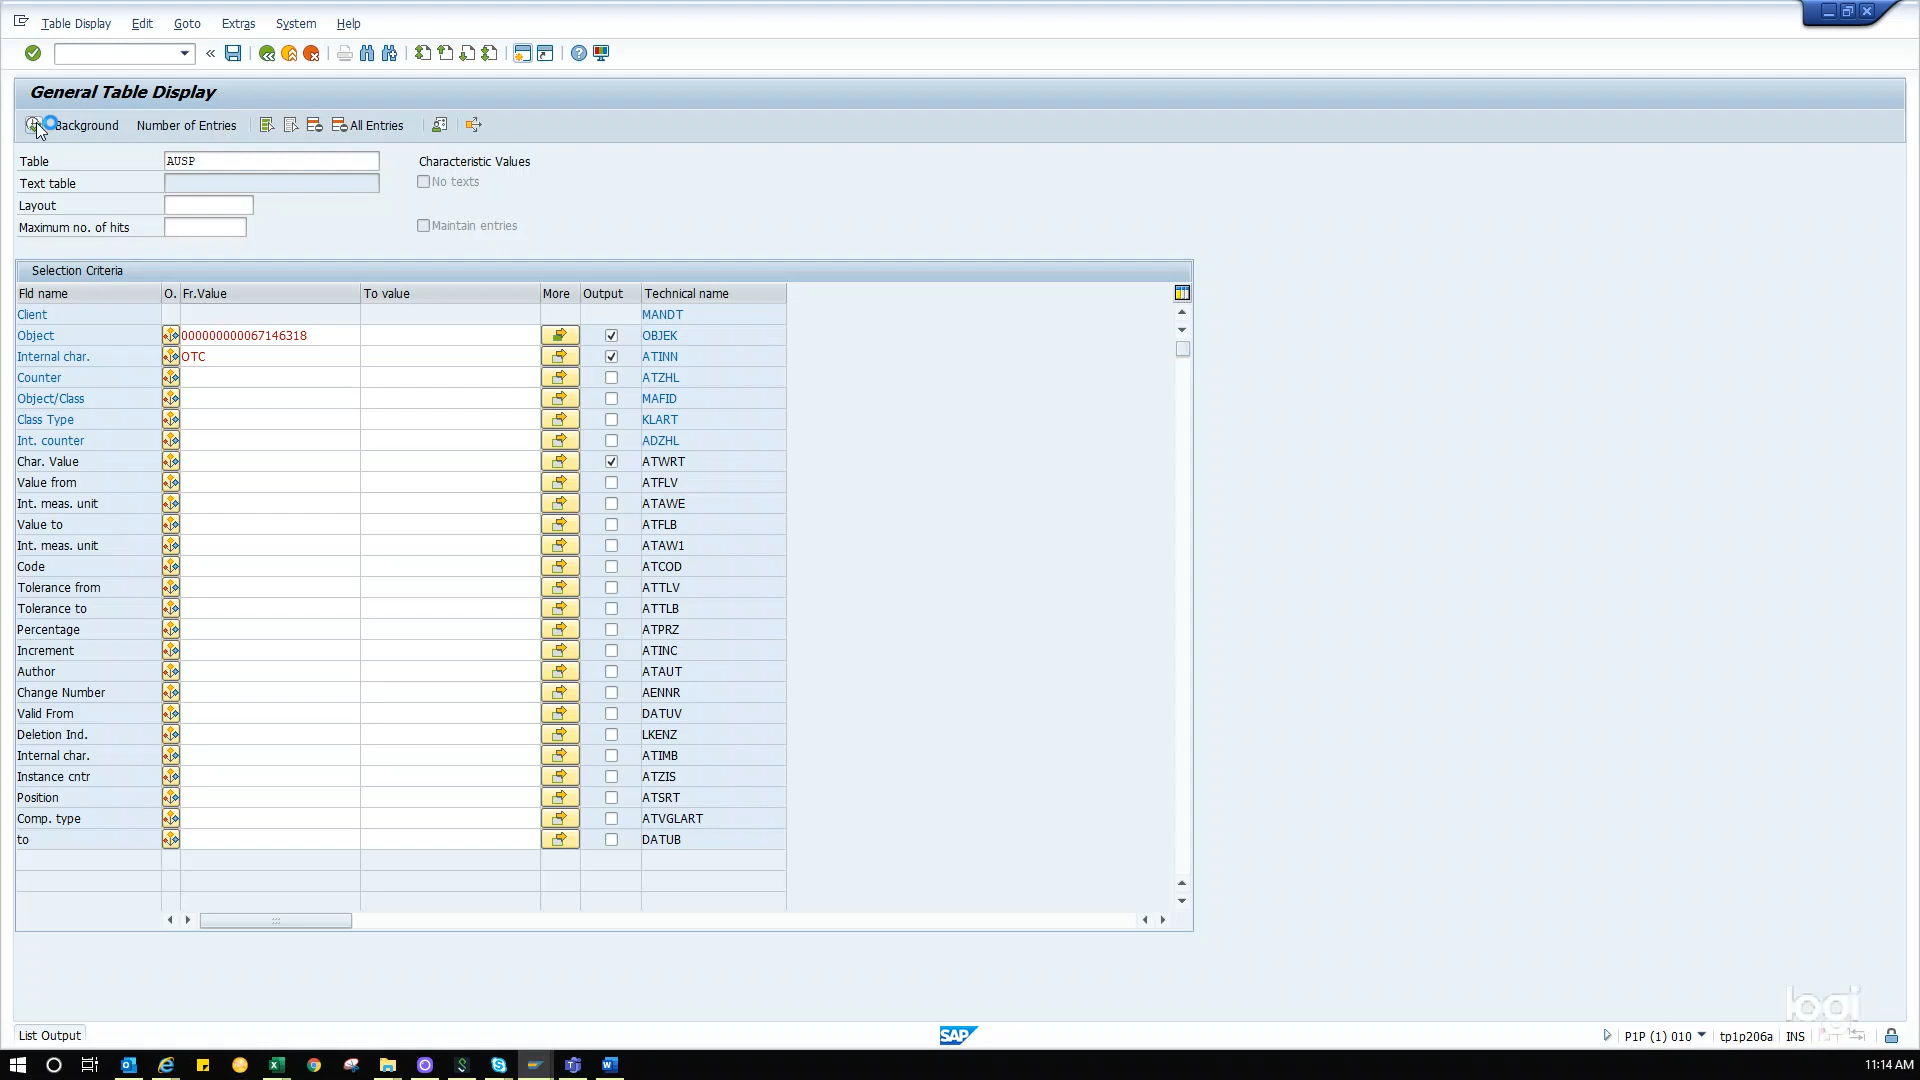 Table Display Edit Goto Extras System Help
General Table Display
Background Number of Entries All Entries
Table AUSP Characteristic Values
Text table No texts
Layout
Maximum no. of hits Maintain entries
Selection Criteria
Fld name O. Fr.Value To value More Output Technical name
Client MANDT
Object 000000000067146318 OBJEK
Internal char. OTC ATINN
Counter ATZHL
Object/Class MAFID
Class Type KLART
Int. counter ADZHL
Char. Value ATWRT
Value from ATFLV
Int. meas. unit ATAWE
Value to ATFLB
Int. meas. unit ATAW1
Code ATCOD
Tolerance from ATTLV
Tolerance to ATTLB
Percentage ATPRZ
Increment ATINC
Author ATAUT
Change Number AENNR
Valid From DATUV
Deletion Ind. LKENZ
Internal char. ATIMB
Instance cntr ATZIS
Position ATSRT
Comp. type ATVGLART
to DATUB
logi
List Output SAP P1P (1) 010 tp1p206a INS
11:14 AM